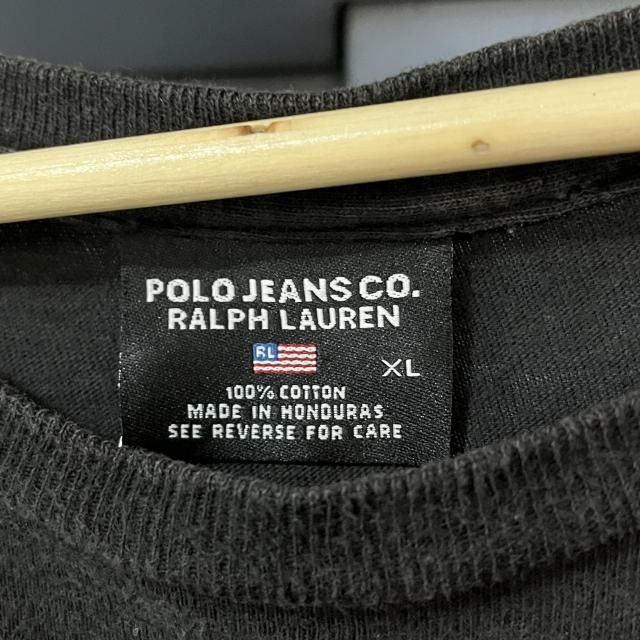 POLO JEANS CO.
RALPH LAUREN
RL
XL
100% COTTON
MADE IN HONDURAS
SEE REVERSE FOR CARE